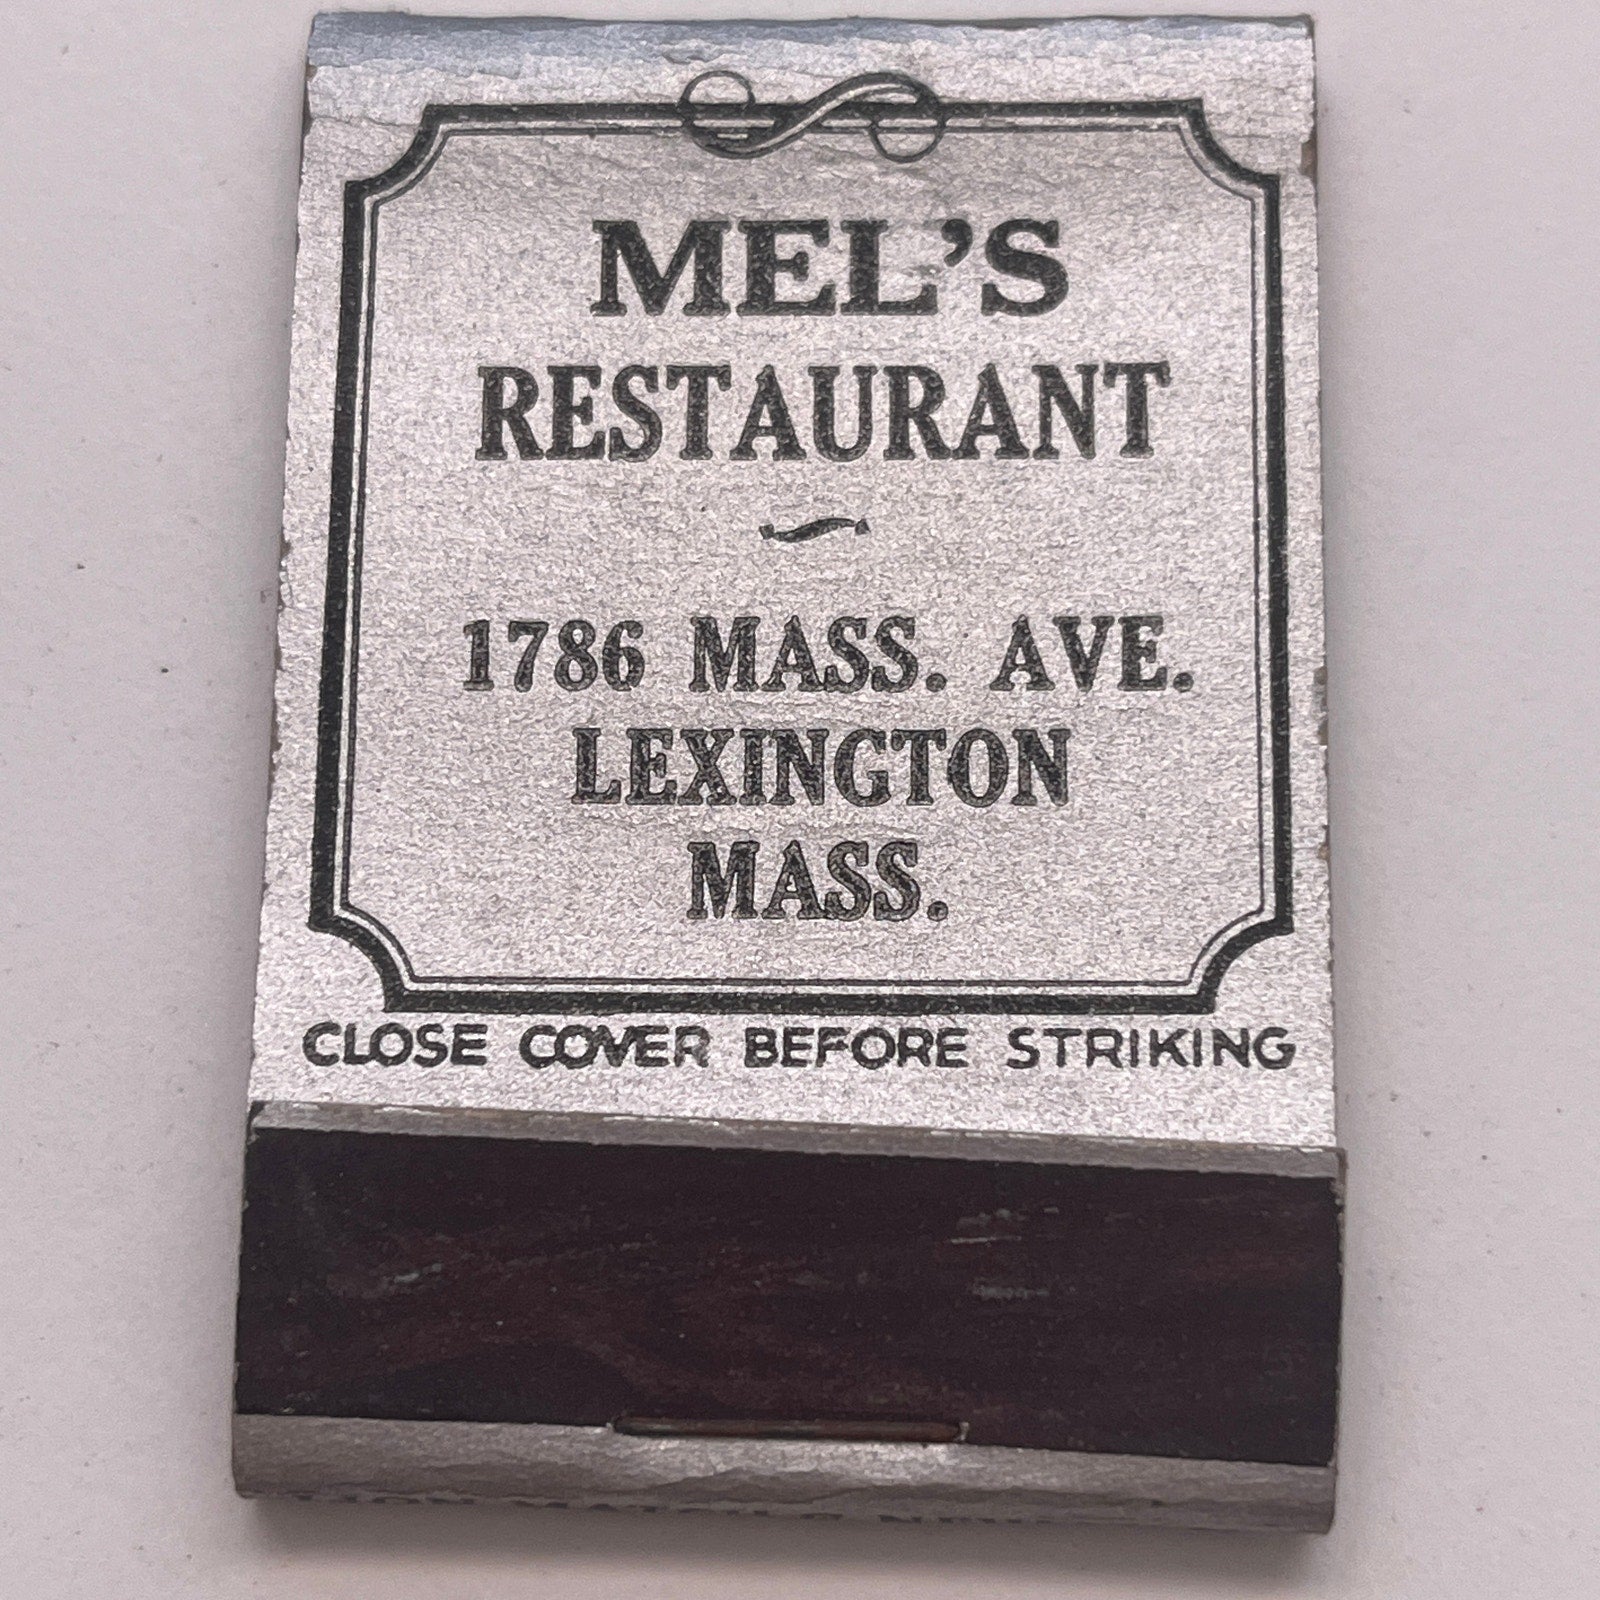 MEL'S
RESTAURANT
1786 MASS. AVE.
LEXINGTON
MASS.
CLOSE COVER BEFORE STRIKING